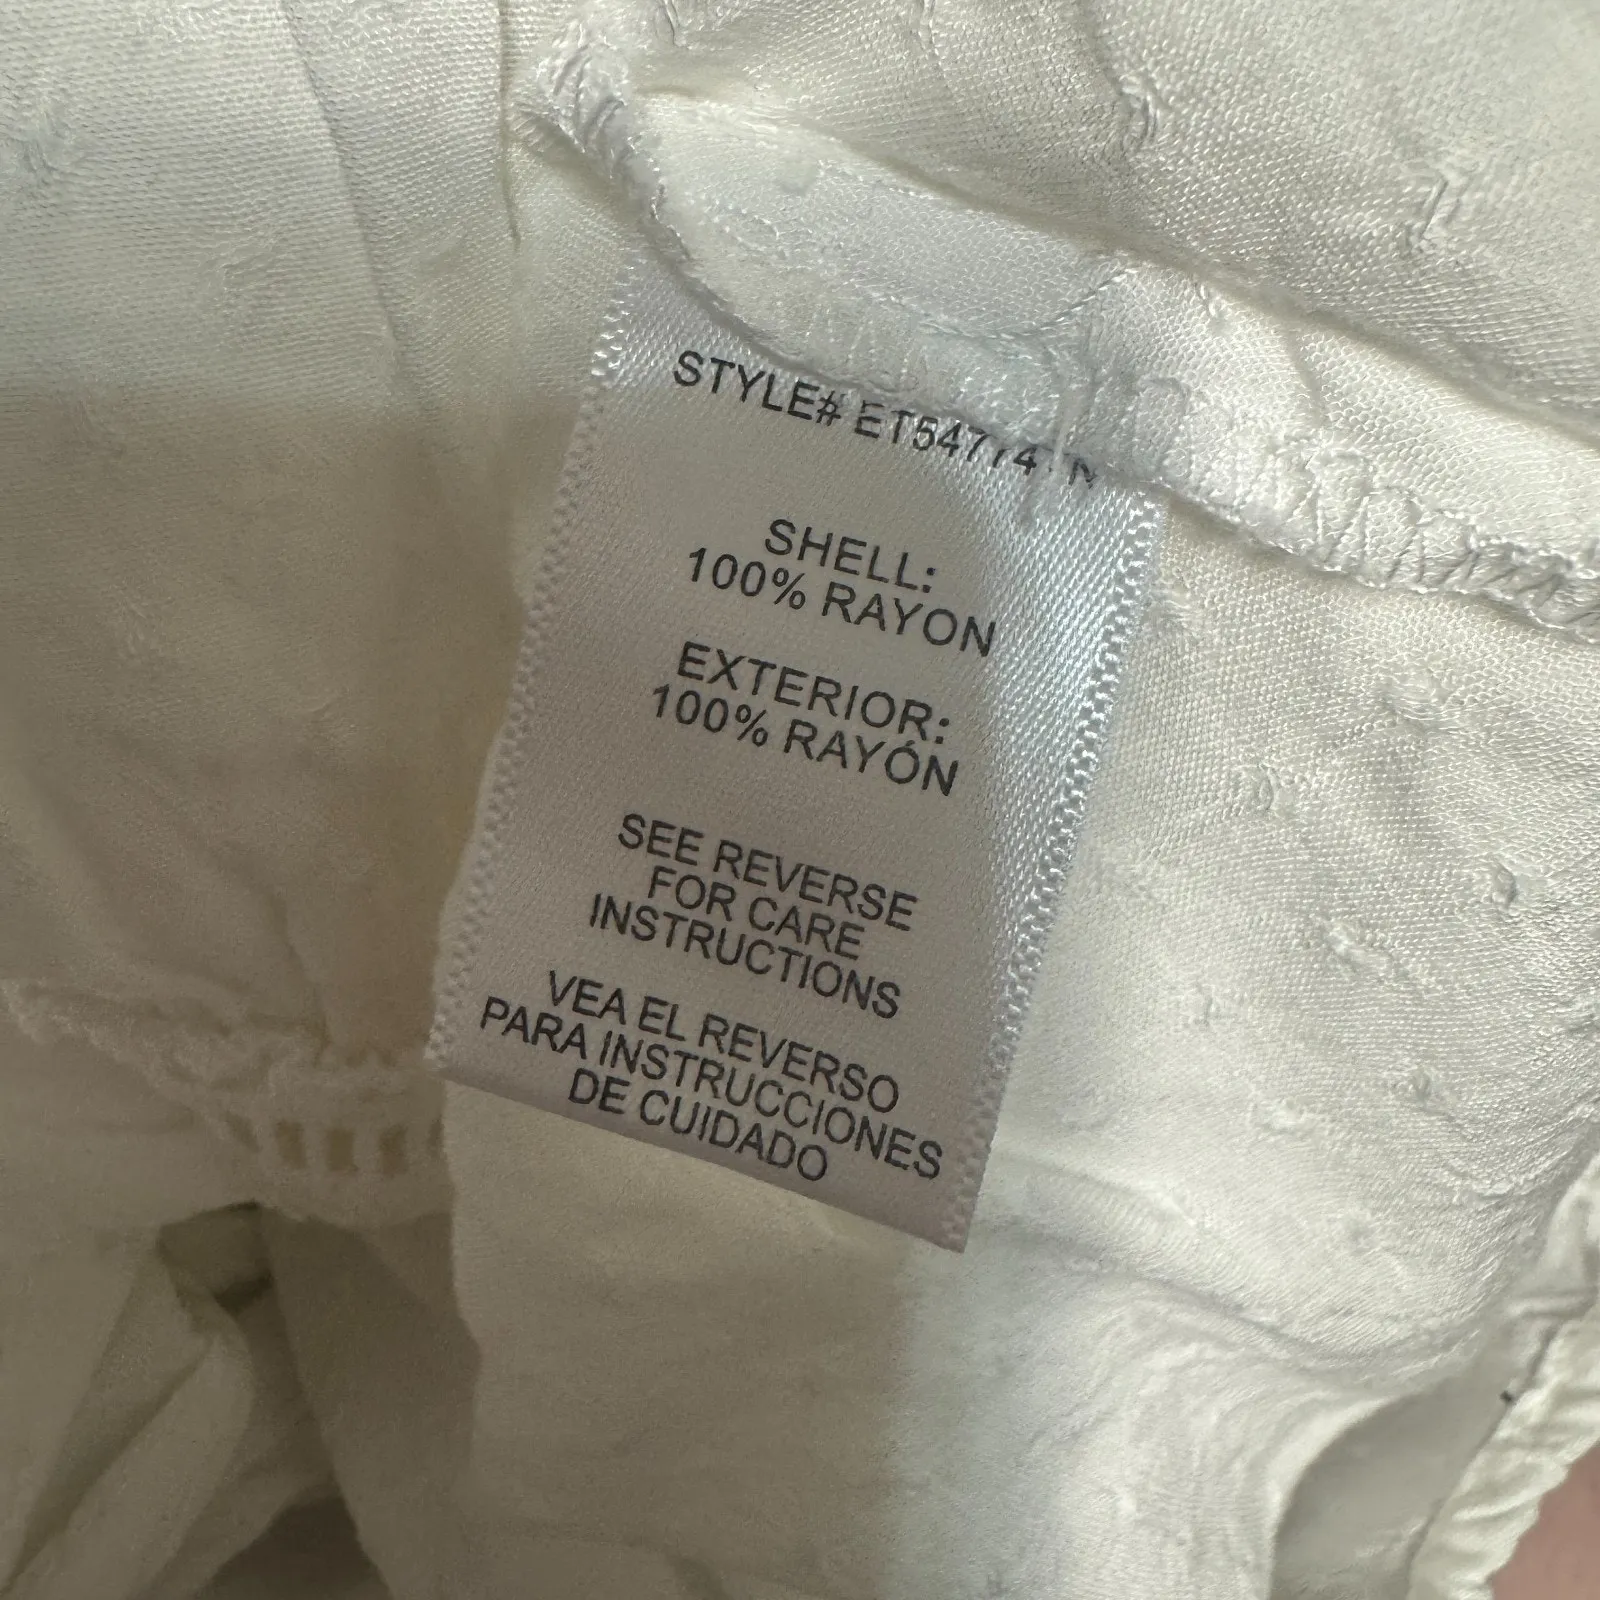 STYLE#
SHELL:
100% RAYON
EXTERIOR:
100% RAYÓN
SEE REVERSE
FOR CARE
INSTRUCTIONS
VEA EL REVERSO
PARA INSTRUCCIONES
DE CUIDADO